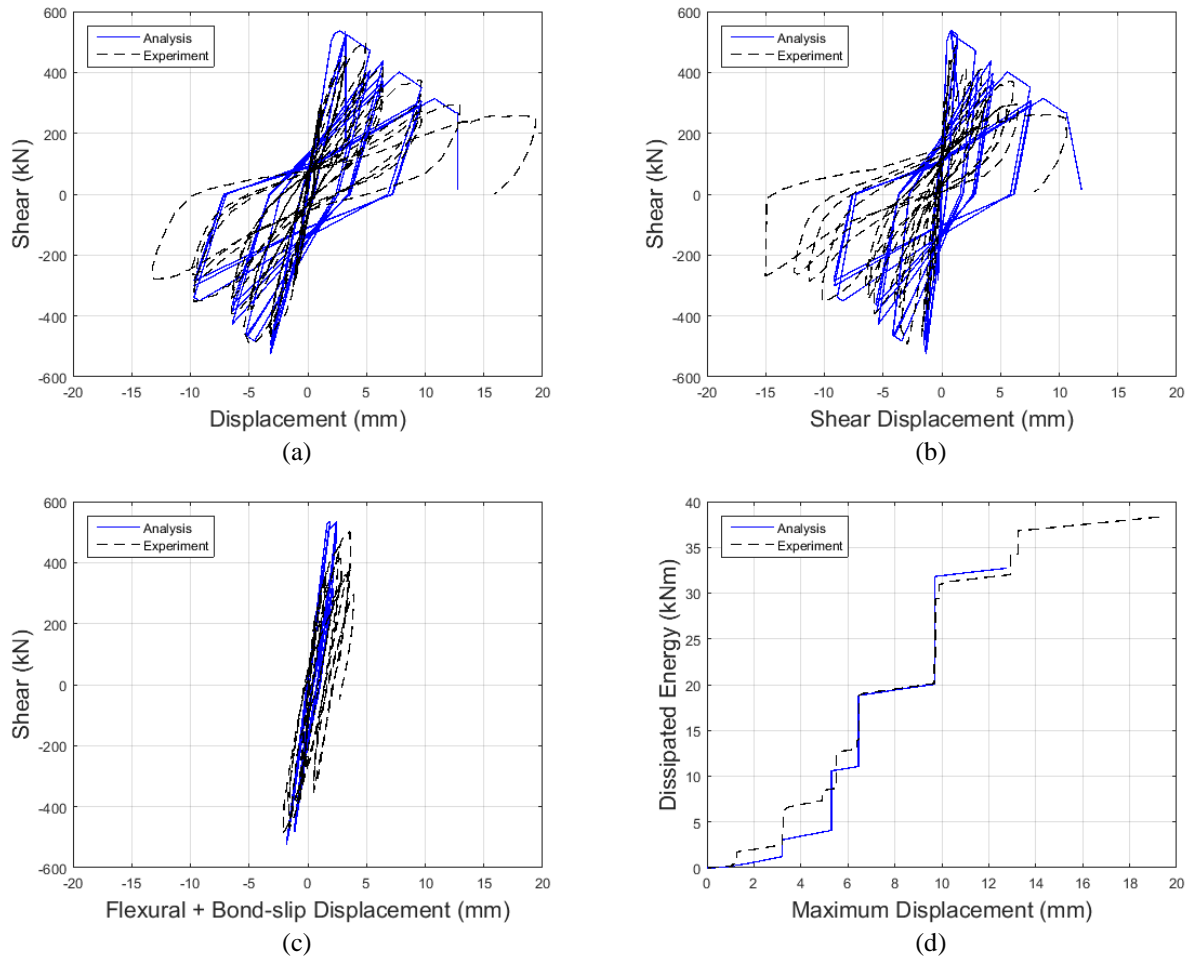 600
400
200
0
-200
-400
-600
-20 -15 -10 -5 0 5 10 15 20
Shear (kN)
Displacement (mm)
Analysis
Experiment
(a)
600
400
200
0
-200
-400
-600
-20 -15 -10 -5 0 5 10 15 20
Shear (kN)
Shear Displacement (mm)
Analysis
Experiment
(b)
600
400
200
0
-200
-400
-600
-20 -15 -10 -5 0 5 10 15 20
Shear (kN)
Flexural + Bond-slip Displacement (mm)
Analysis
Experiment
(c)
40
35
30
25
20
15
10
5
0
0 2 4 6 8 10 12 14 16 18 20
Dissipated Energy (kNm)
Maximum Displacement (mm)
Analysis
Experiment
(d)